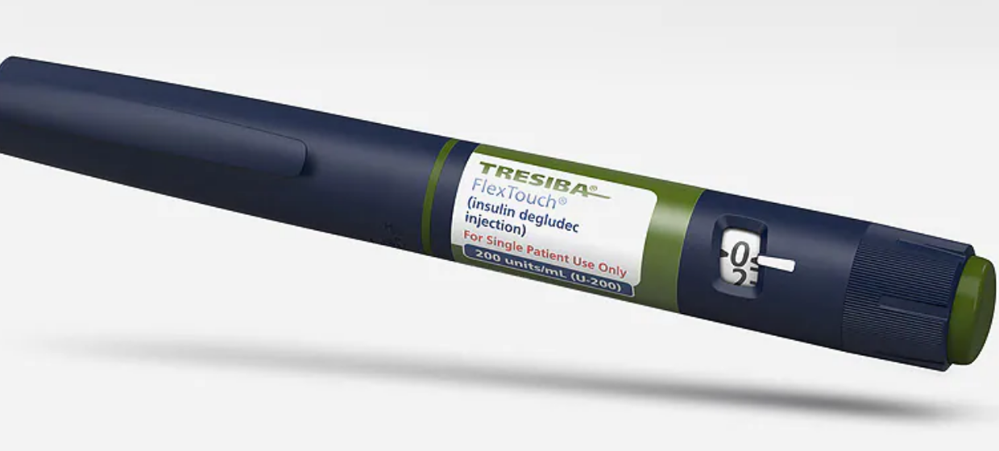 TRESIBA®
FlexTouch®
(insulin degludec
injection)
For Single Patient Use Only
200 units/mL (U-200)
0
2